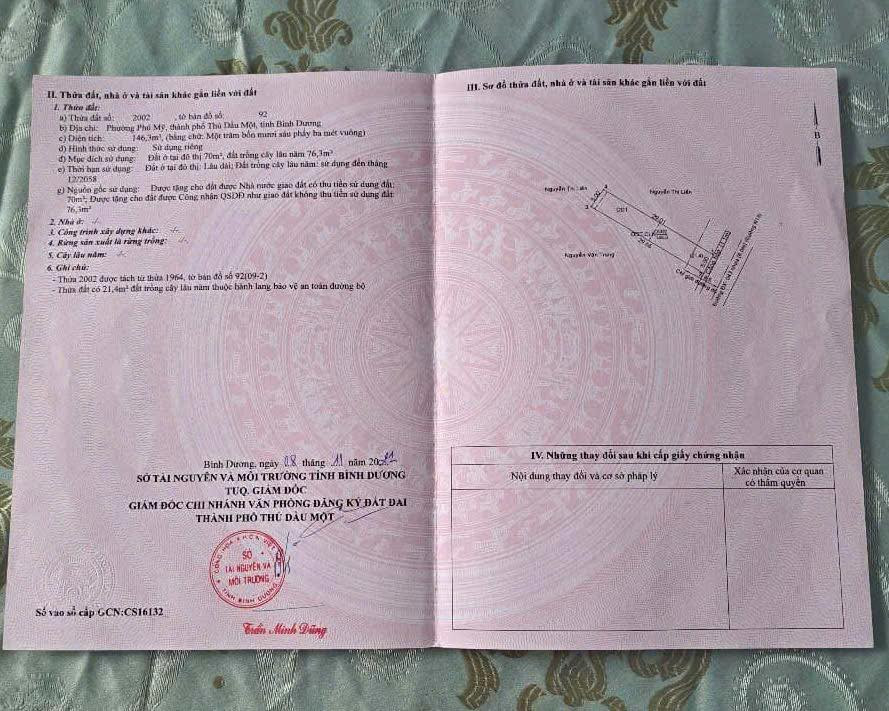 II. Thửa đất, nhà ở và tài sản khác gắn liền với đất
1. Thửa đất:
a) Thửa đất số: 2002 , tờ bản đồ số: 92
b) Địa chỉ: Phường Phú Mỹ, thành phố Thủ Dầu Một, tỉnh Bình Dương
c) Diện tích: 146,3m², (bằng chữ: Một trăm bốn mươi sáu phẩy ba mét vuông)
d) Hình thức sử dụng: Sử dụng riêng
đ) Mục đích sử dụng: Đất ở tại đô thị 70m², đất trồng cây lâu năm 76,3m²
e) Thời hạn sử dụng: Đất ở tại đô thị: Lâu dài; Đất trồng cây lâu năm: sử dụng đến tháng
12/2058
g) Nguồn gốc sử dụng: Được tặng cho đất được Nhà nước giao đất có thu tiền sử dụng đất:
70m²; Được tặng cho đất được Công nhận QSDĐ như giao đất không thu tiền sử dụng đất:
76,3m²
2. Nhà ở: -/-
3. Công trình xây dựng khác: -/-
4. Rừng sản xuất là rừng trồng: -/-
5. Cây lâu năm: -/-
6. Ghi chú:
- Thửa 2002 được tách từ thửa 1964, tờ bản đồ số 92(09-2)
- Thửa đất có 21,4m² đất trồng cây lâu năm thuộc hành lang bảo vệ an toàn đường bộ
Bình Dương, ngày 08 tháng 11 năm 20
SỞ TÀI NGUYÊN VÀ MÔI TRƯỜNG TỈNH BÌNH DƯƠNG
TUQ. GIÁM ĐỐC
GIÁM ĐỐC CHI NHÁNH VĂN PHÒNG ĐĂNG KÝ ĐẤT ĐAI
THÀNH PHỐ THỦ DẦU MỘT
SỞ
TÀI NGUYÊN VÀ
MÔI TRƯỜNG
TỈNH BÌNH DƯƠNG
Số vào sổ cấp GCN:CS16132
Trần Minh Dũng
III. Sơ đồ thửa đất, nhà ở và tài sản khác gắn liền với đất
B
Nguyễn Thị Liên
5.00
Nguyễn Thị Liên
29.01
Nguyễn Văn Trung
IV. Những thay đổi sau khi cấp giấy chứng nhận
Nội dung thay đổi và cơ sở pháp lý
Xác nhận của cơ quan
có thẩm quyền